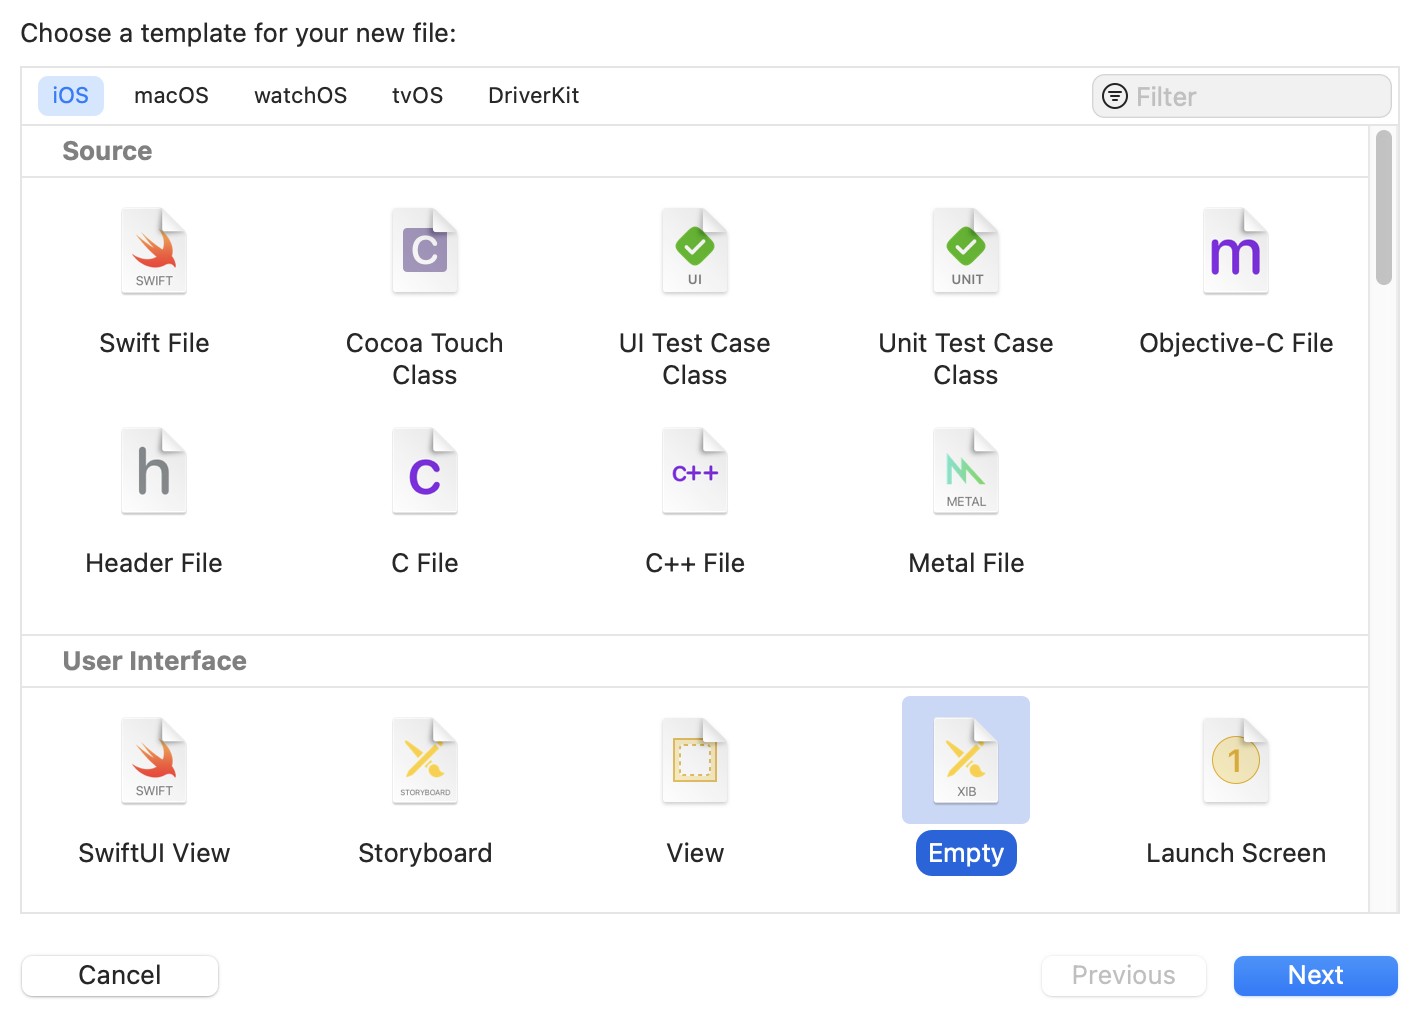 Choose a template for your new file:
iOS macOS watchOS tvOS DriverKit Filter
Source
SWIFT C UI UNIT m
Swift File Cocoa Touch Class UI Test Case Class Unit Test Case Class Objective-C File
h C C++ METAL
Header File C File C++ File Metal File
User Interface
SWIFT STORYBOARD XIB 1
SwiftUI View Storyboard View Empty Launch Screen
Cancel Previous Next